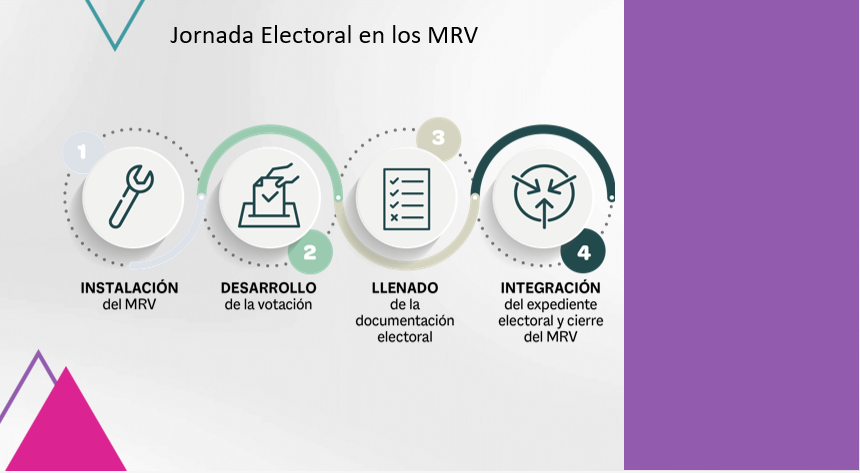 Jornada Electoral en los MRV
1
INSTALACIÓN
del MRV
2
DESARROLLO
de la votación
3
LLENADO
de la
documentación
electoral
4
INTEGRACIÓN
del expediente
electoral y cierre
del MRV